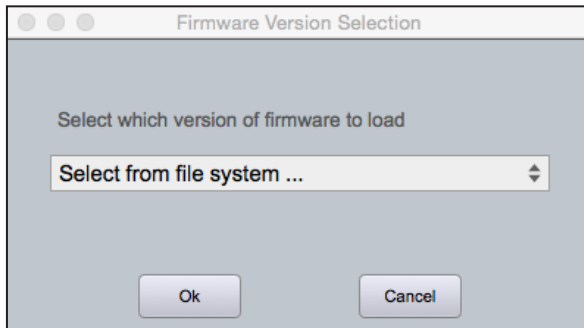 Firmware Version Selection
Select which version of firmware to load
Select from file system ...
Ok
Cancel